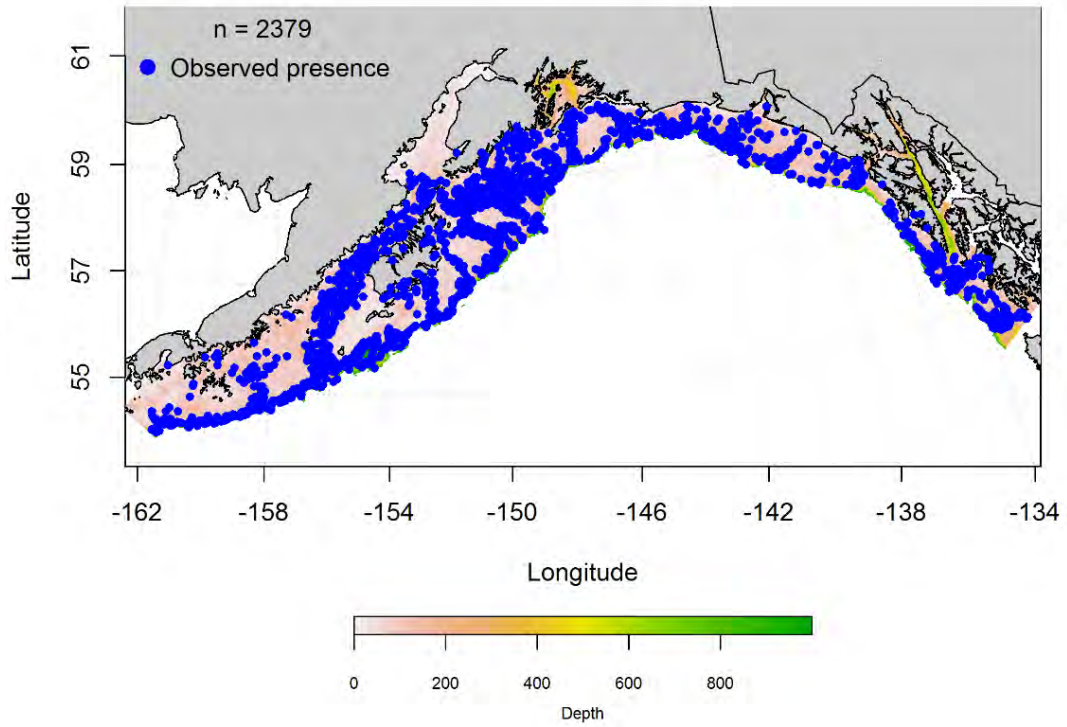 n = 2379
Observed presence
61
59
57
55
Latitude
-162 -158 -154 -150 -146 -142 -138 -134
Longitude
0 200 400 600 800
Depth